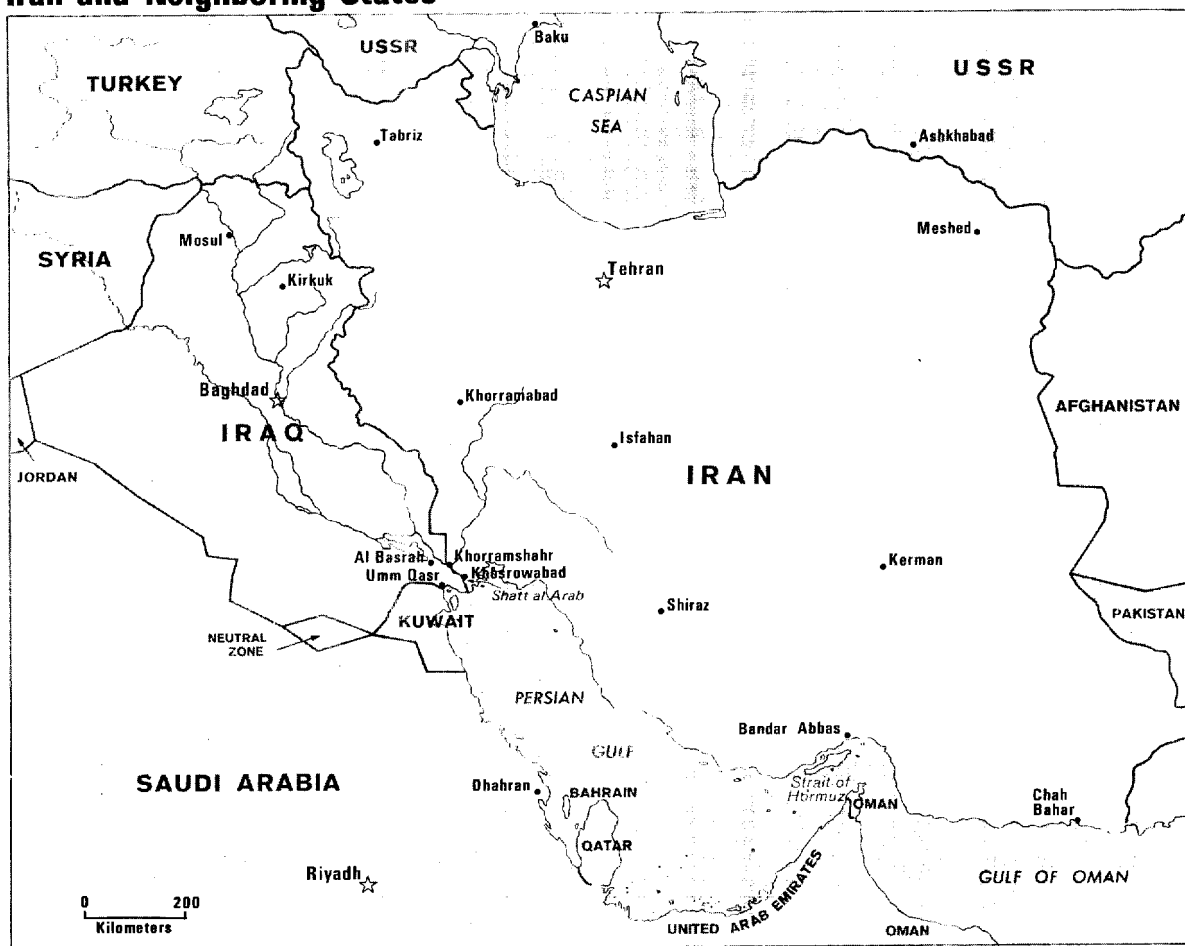 Iran and Neighboring States
Baku
USSR
USSR
TURKEY
CASPIAN
SEA
Tabriz
Ashkhabad
Mosul
Meshed
SYRIA
Tehran
Kirkuk
Baghdad
Khorramabad
AFGHANISTAN
IRAQ
Isfahan
IRAN
JORDAN
Al Basrah
Khorramshahr
Kerman
Umm Qasr
Khosrowabad
Shatt al Arab
Shiraz
KUWAIT
PAKISTAN
NEUTRAL
ZONE
PERSIAN
GULF
Bandar Abbas
SAUDI ARABIA
Dhahran
BAHRAIN
Strait of
Hormuz
OMAN
Chah
Bahar
QATAR
Riyadh
GULF OF OMAN
UNITED ARAB EMIRATES
OMAN
0 200
Kilometers